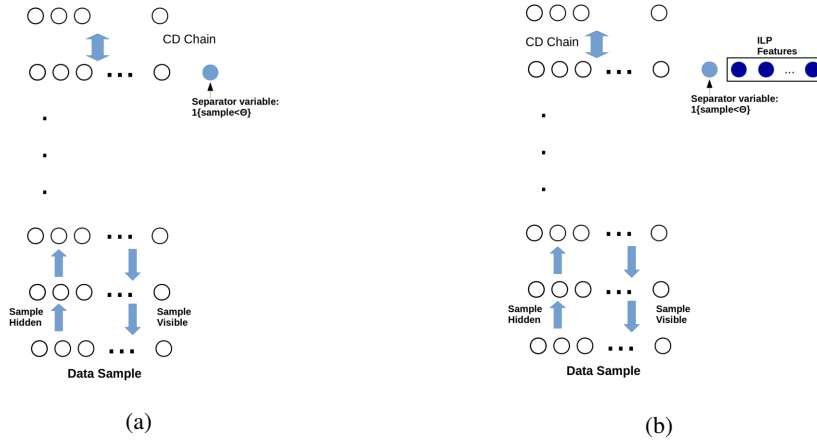 CD Chain
...
Separator variable:
1{sample<Θ}
.
.
.
...
Sample
Hidden
...
Sample
Visible
...
Data Sample
(a)
CD Chain
ILP
Features
...
...
Separator variable:
1{sample<Θ}
.
.
.
...
Sample
Hidden
...
Sample
Visible
...
Data Sample
(b)